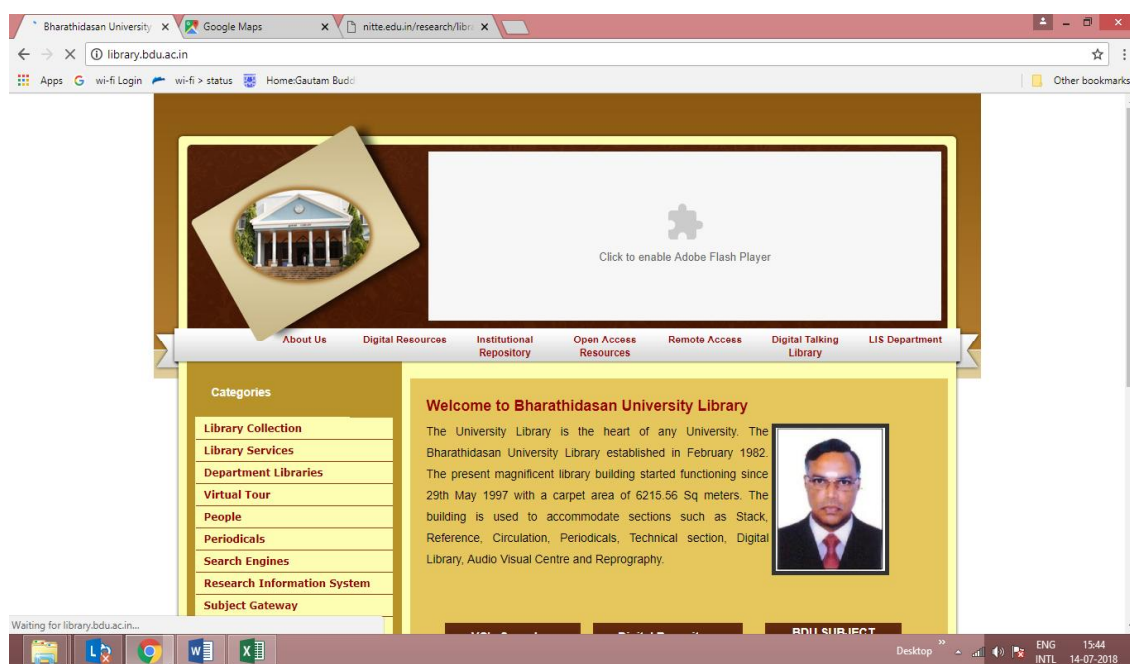 Bharathidasan University
Google Maps
nitte.edu.in/research/libr
library.bdu.ac.in
Apps
wi-fi Login
wi-fi > status
Home:Gautam Budd
Other bookmarks
Click to enable Adobe Flash Player
About Us
Digital Resources
Institutional
Repository
Open Access
Resources
Remote Access
Digital Talking
Library
LIS Department
Categories
Library Collection
Library Services
Department Libraries
Virtual Tour
People
Periodicals
Search Engines
Research Information System
Subject Gateway
Welcome to Bharathidasan University Library
The University Library is the heart of any University. The
Bharathidasan University Library established in February 1982.
The present magnificent library building started functioning since
29th May 1997 with a carpet area of 6215.56 Sq meters. The
building is used to accommodate sections such as Stack,
Reference, Circulation, Periodicals, Technical section, Digital
Library, Audio Visual Centre and Reprography.
BDU SUBJECT
Waiting for library.bdu.ac.in...
Desktop
ENG
INTL
15:44
14-07-2018